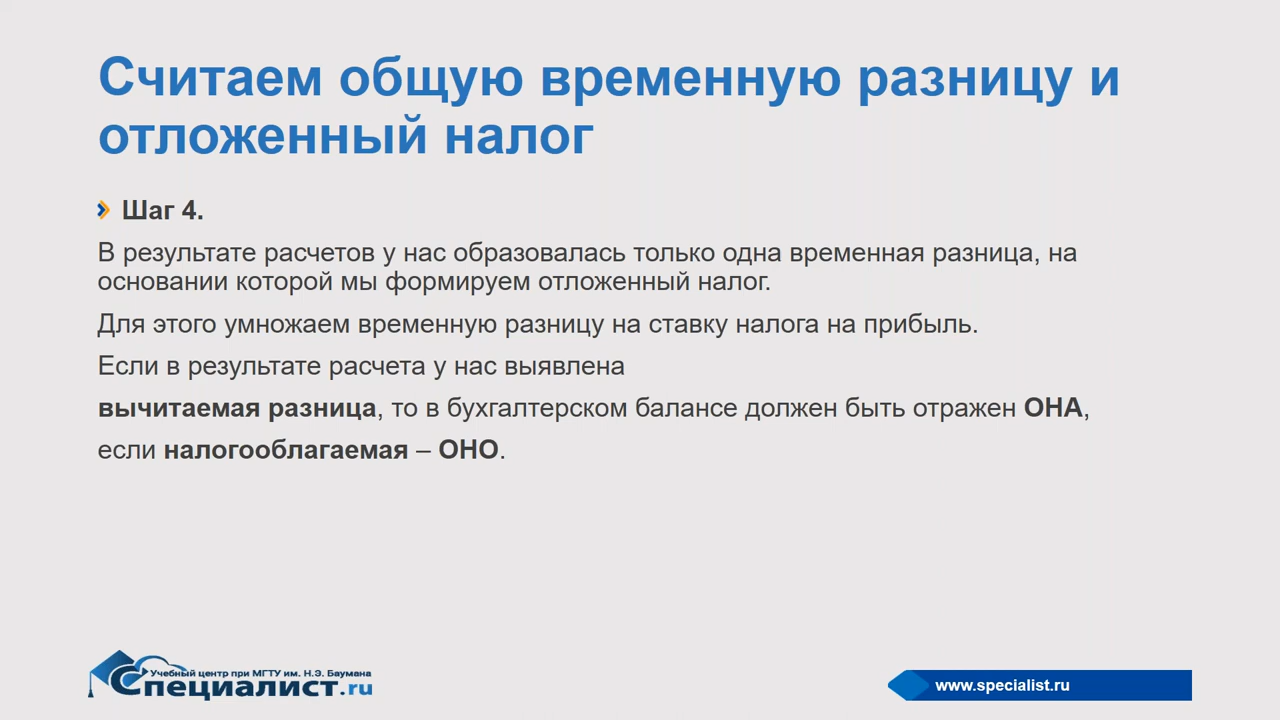 Считаем общую временную разницу и
отложенный налог
Шаг 4.
В результате расчетов у нас образовалась только одна временная разница, на
основании которой мы формируем отложенный налог.
Для этого умножаем временную разницу на ставку налога на прибыль.
Если в результате расчета у нас выявлена
вычитаемая разница, то в бухгалтерском балансе должен быть отражен ОНА,
если налогооблагаемая – ОНО.
Учебный центр при МГТУ им. Н.Э. Баумана
Специалист.ru
www.specialist.ru